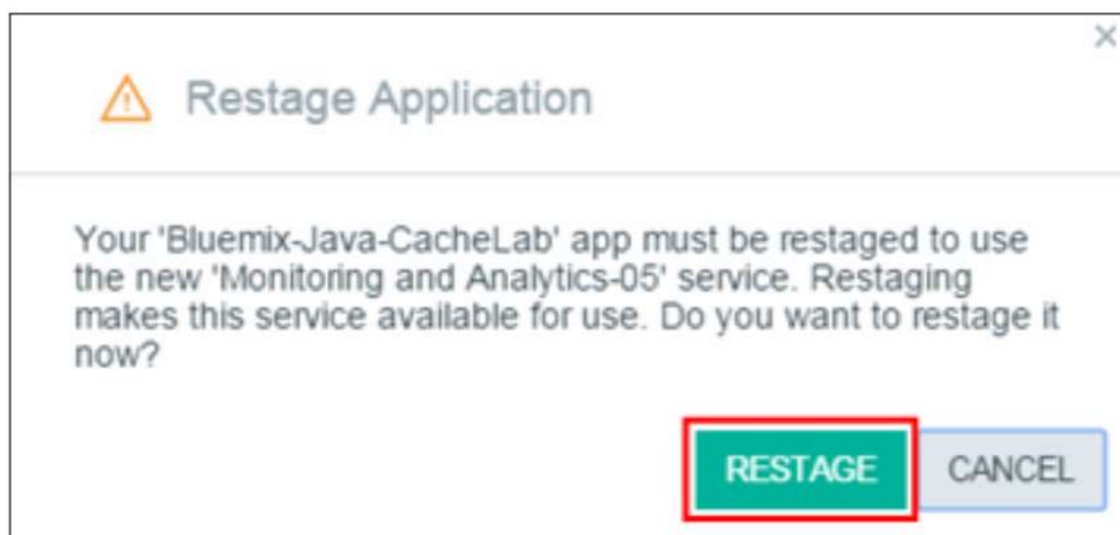 Restage Application
Your 'Bluemix-Java-CacheLab' app must be restaged to use
the new 'Monitoring and Analytics-05' service. Restaging
makes this service available for use. Do you want to restage it
now?
RESTAGE CANCEL